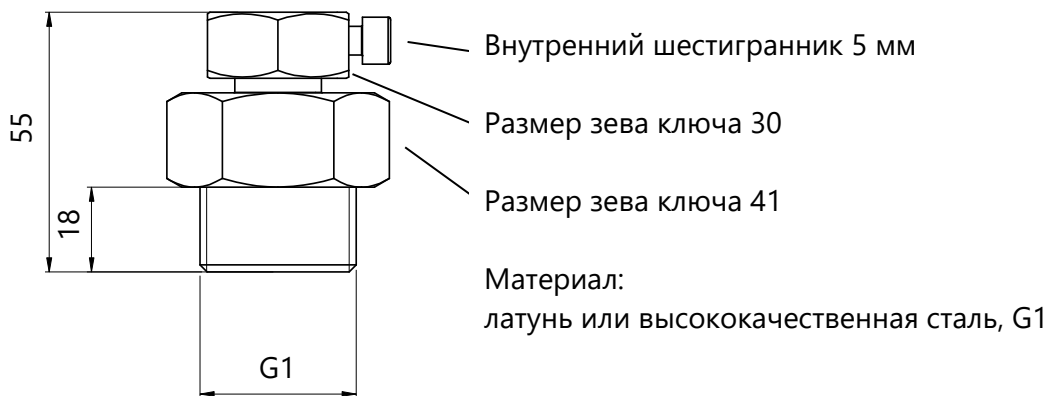 Внутренний шестигранник 5 мм
55
Размер зева ключа 30
18
Размер зева ключа 41
Материал:
латунь или высококачественная сталь, G1
G1